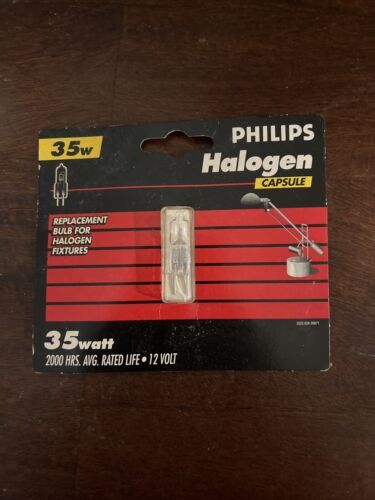 35w
PHILIPS
Halogen
CAPSULE
REPLACEMENT
BULB FOR
HALOGEN
FIXTURES
35watt
2000 HRS. AVG. RATED LIFE • 12 VOLT